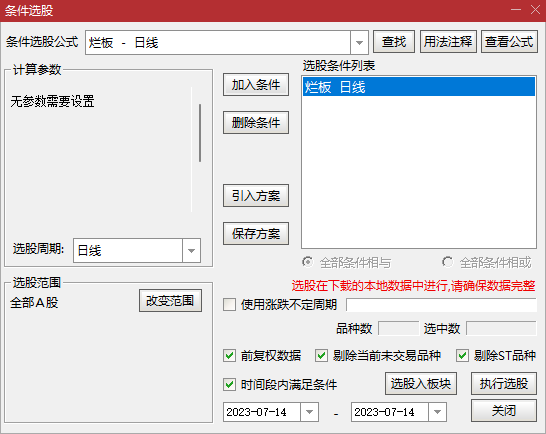 条件选股
条件选股公式 烂板 - 日线 查找 用法注释 查看公式
计算参数
无参数需要设置
选股周期: 日线
加入条件
删除条件
引入方案
保存方案
选股条件列表
烂板 日线
全部条件相与 全部条件相或
选股范围
全部A股 改变范围
选股在下载的本地数据中进行,请确保数据完整
使用涨跌不定周期
品种数 选中数
前复权数据 剔除当前未交易品种 剔除ST品种
时间段内满足条件 选股入板块 执行选股
2023-07-14 - 2023-07-14 关闭